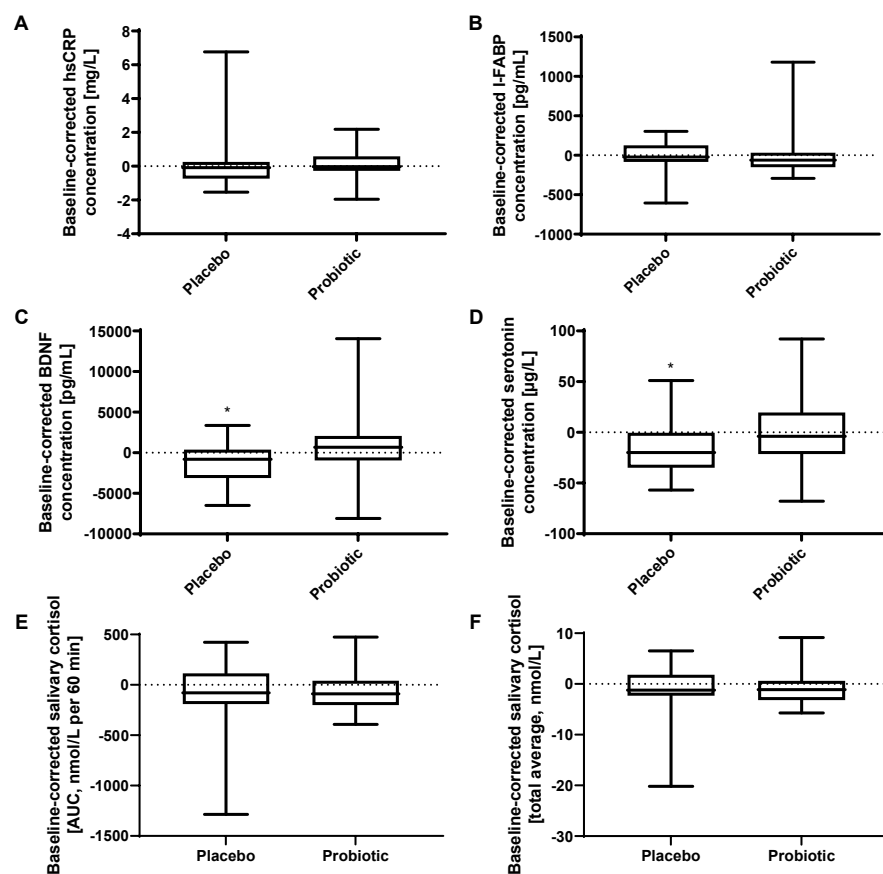 A
Baseline-corrected hsCRP
concentration [mg/L]
8
6
4
2
0
-2
-4
Placebo
Probiotic
B
Baseline-corrected I-FABP
concentration [pg/mL]
1500
1000
500
0
-500
-1000
Placebo
Probiotic
C
Baseline-corrected BDNF
concentration [pg/mL]
15000
10000
5000
0
-5000
-10000
*
Placebo
Probiotic
D
Baseline-corrected serotonin
concentration [µg/L]
100
50
0
-50
-100
*
Placebo
Probiotic
E
Baseline-corrected salivary cortisol
[AUC, nmol/L per 60 min]
500
0
-500
-1000
-1500
Placebo
Probiotic
F
Baseline-corrected salivary cortisol
[total average, nmol/L]
10
0
-10
-20
-30
Placebo
Probiotic